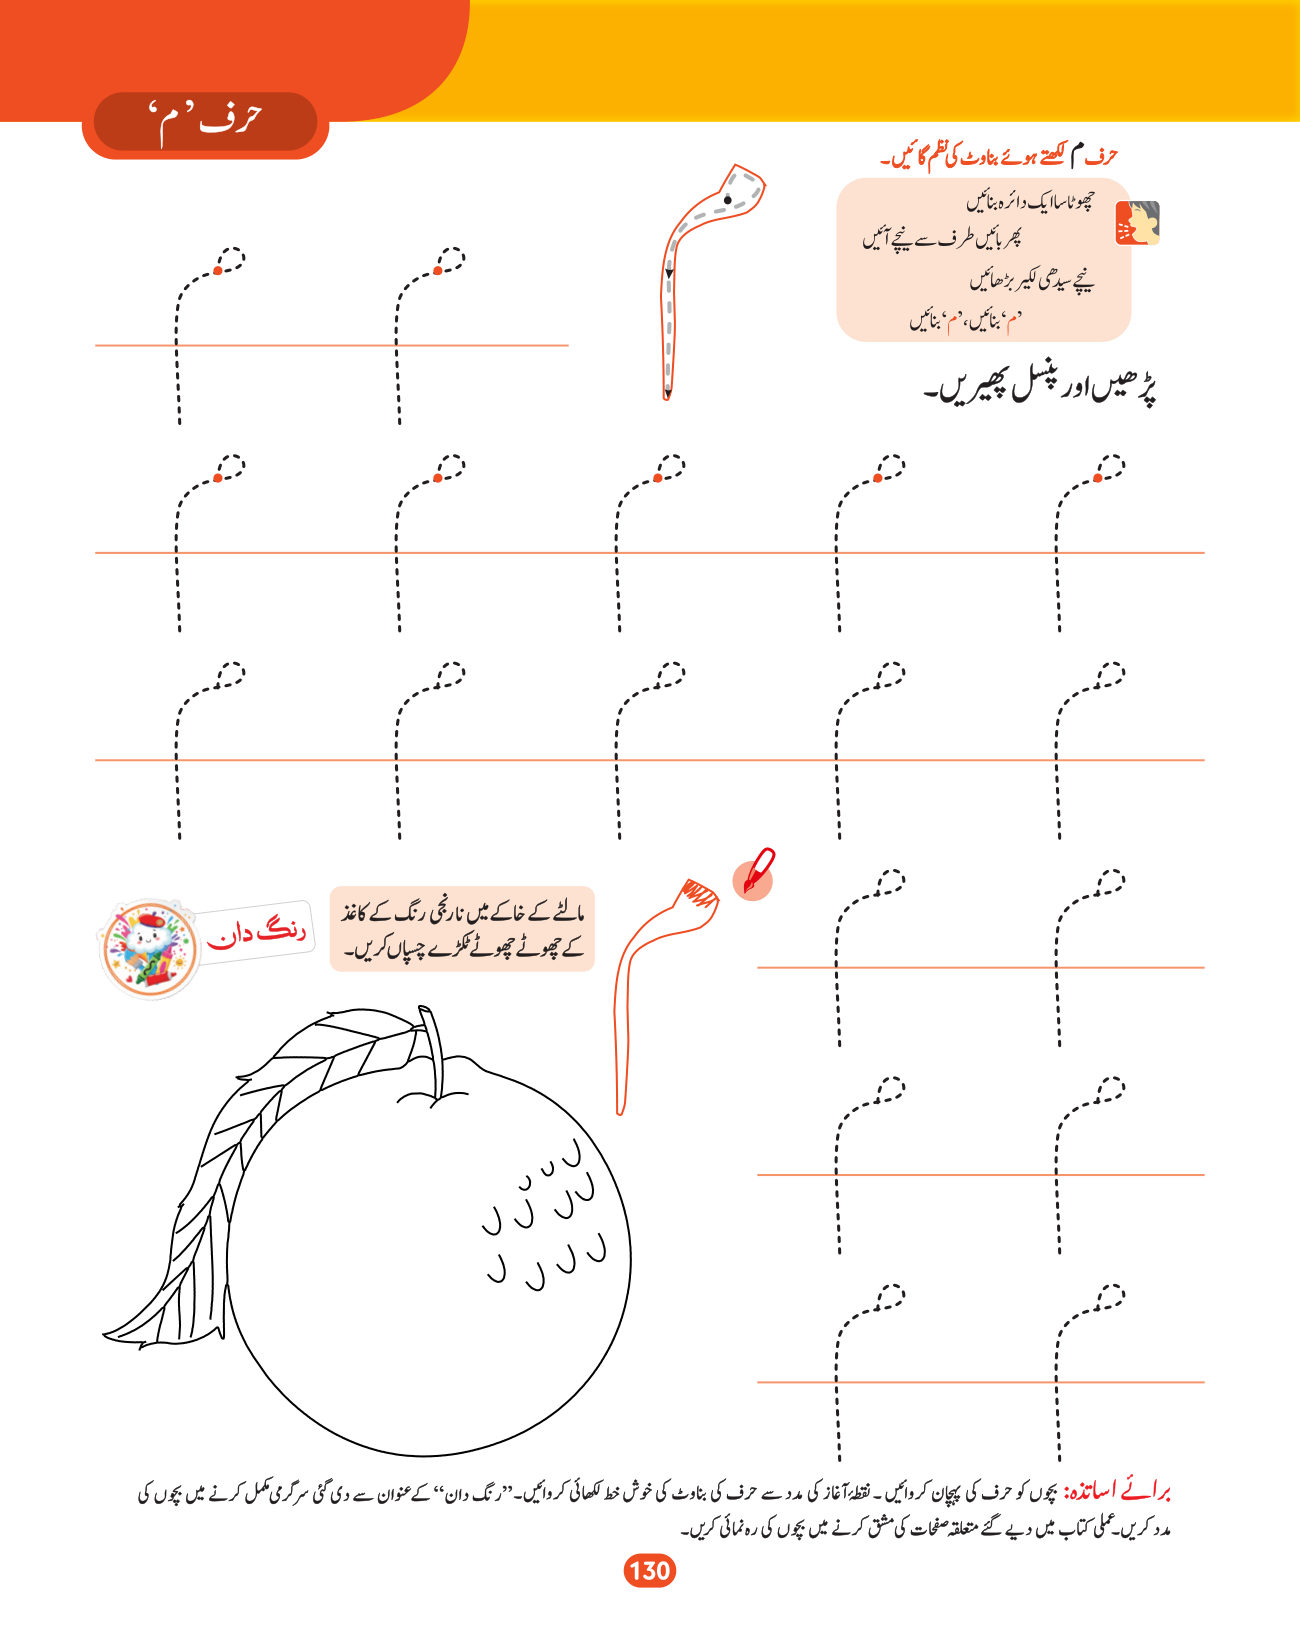 حرف ’م‘
حرف م لکھتے ہوئے بناوٹ کی نظم گائیں۔
چھوٹا سا ایک دائرہ بنائیں
پھر بائیں طرف سے نیچے آئیں
نیچے سیدھی لکیر بڑھائیں
’م‘ بنائیں، ’م‘ بنائیں
پڑھیں اور پنسل پھیریں۔
مالٹے کے خاکے میں نارنجی رنگ کے کاغذ
کے چھوٹے چھوٹے ٹکڑے چسپاں کریں۔
رنگ دان
برائے اساتذہ: بچوں کو حرف کی پہچان کروائیں۔ نقطۂ آغاز کی مدد سے حرف کی بناوٹ کی خوش خط لکھائی کروائیں۔ ”رنگ دان“ کے عنوان سے دی گئی سرگرمی مکمل کرنے میں بچوں کی
مدد کریں۔ عملی کتاب میں دیے گئے متعلقہ صفحات کی مشق کرنے میں بچوں کی رہ نمائی کریں۔
130